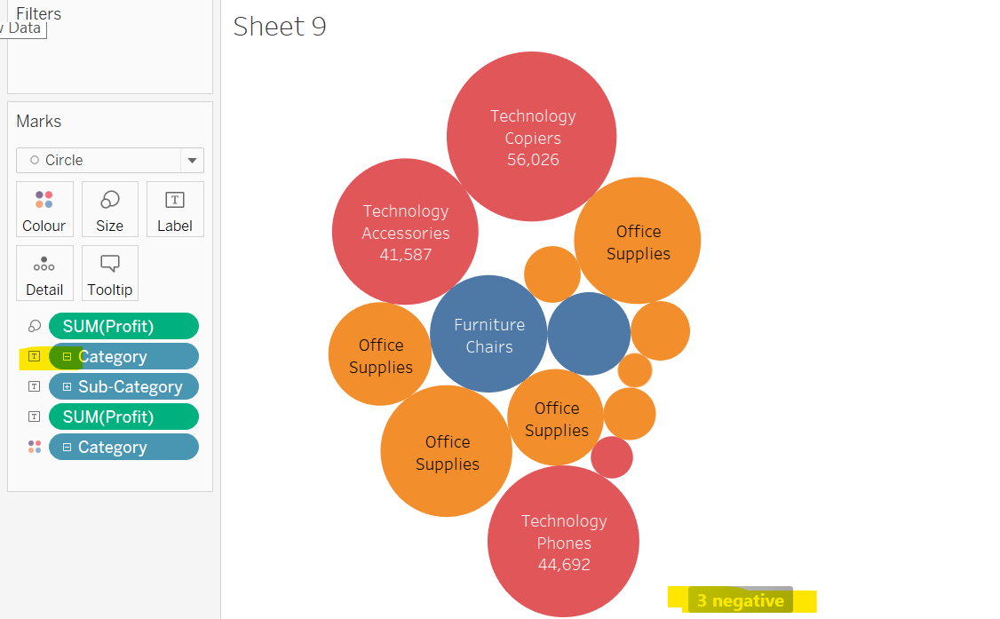 Filters
Data
Marks
Circle
Colour
Size
Label
Detail
Tooltip
SUM(Profit)
Category
Sub-Category
SUM(Profit)
Category
Sheet 9
Technology
Copiers
56,026
Technology
Accessories
41,587
Office
Supplies
Furniture
Chairs
Office
Supplies
Office
Supplies
Office
Supplies
Technology
Phones
44,692
3 negative